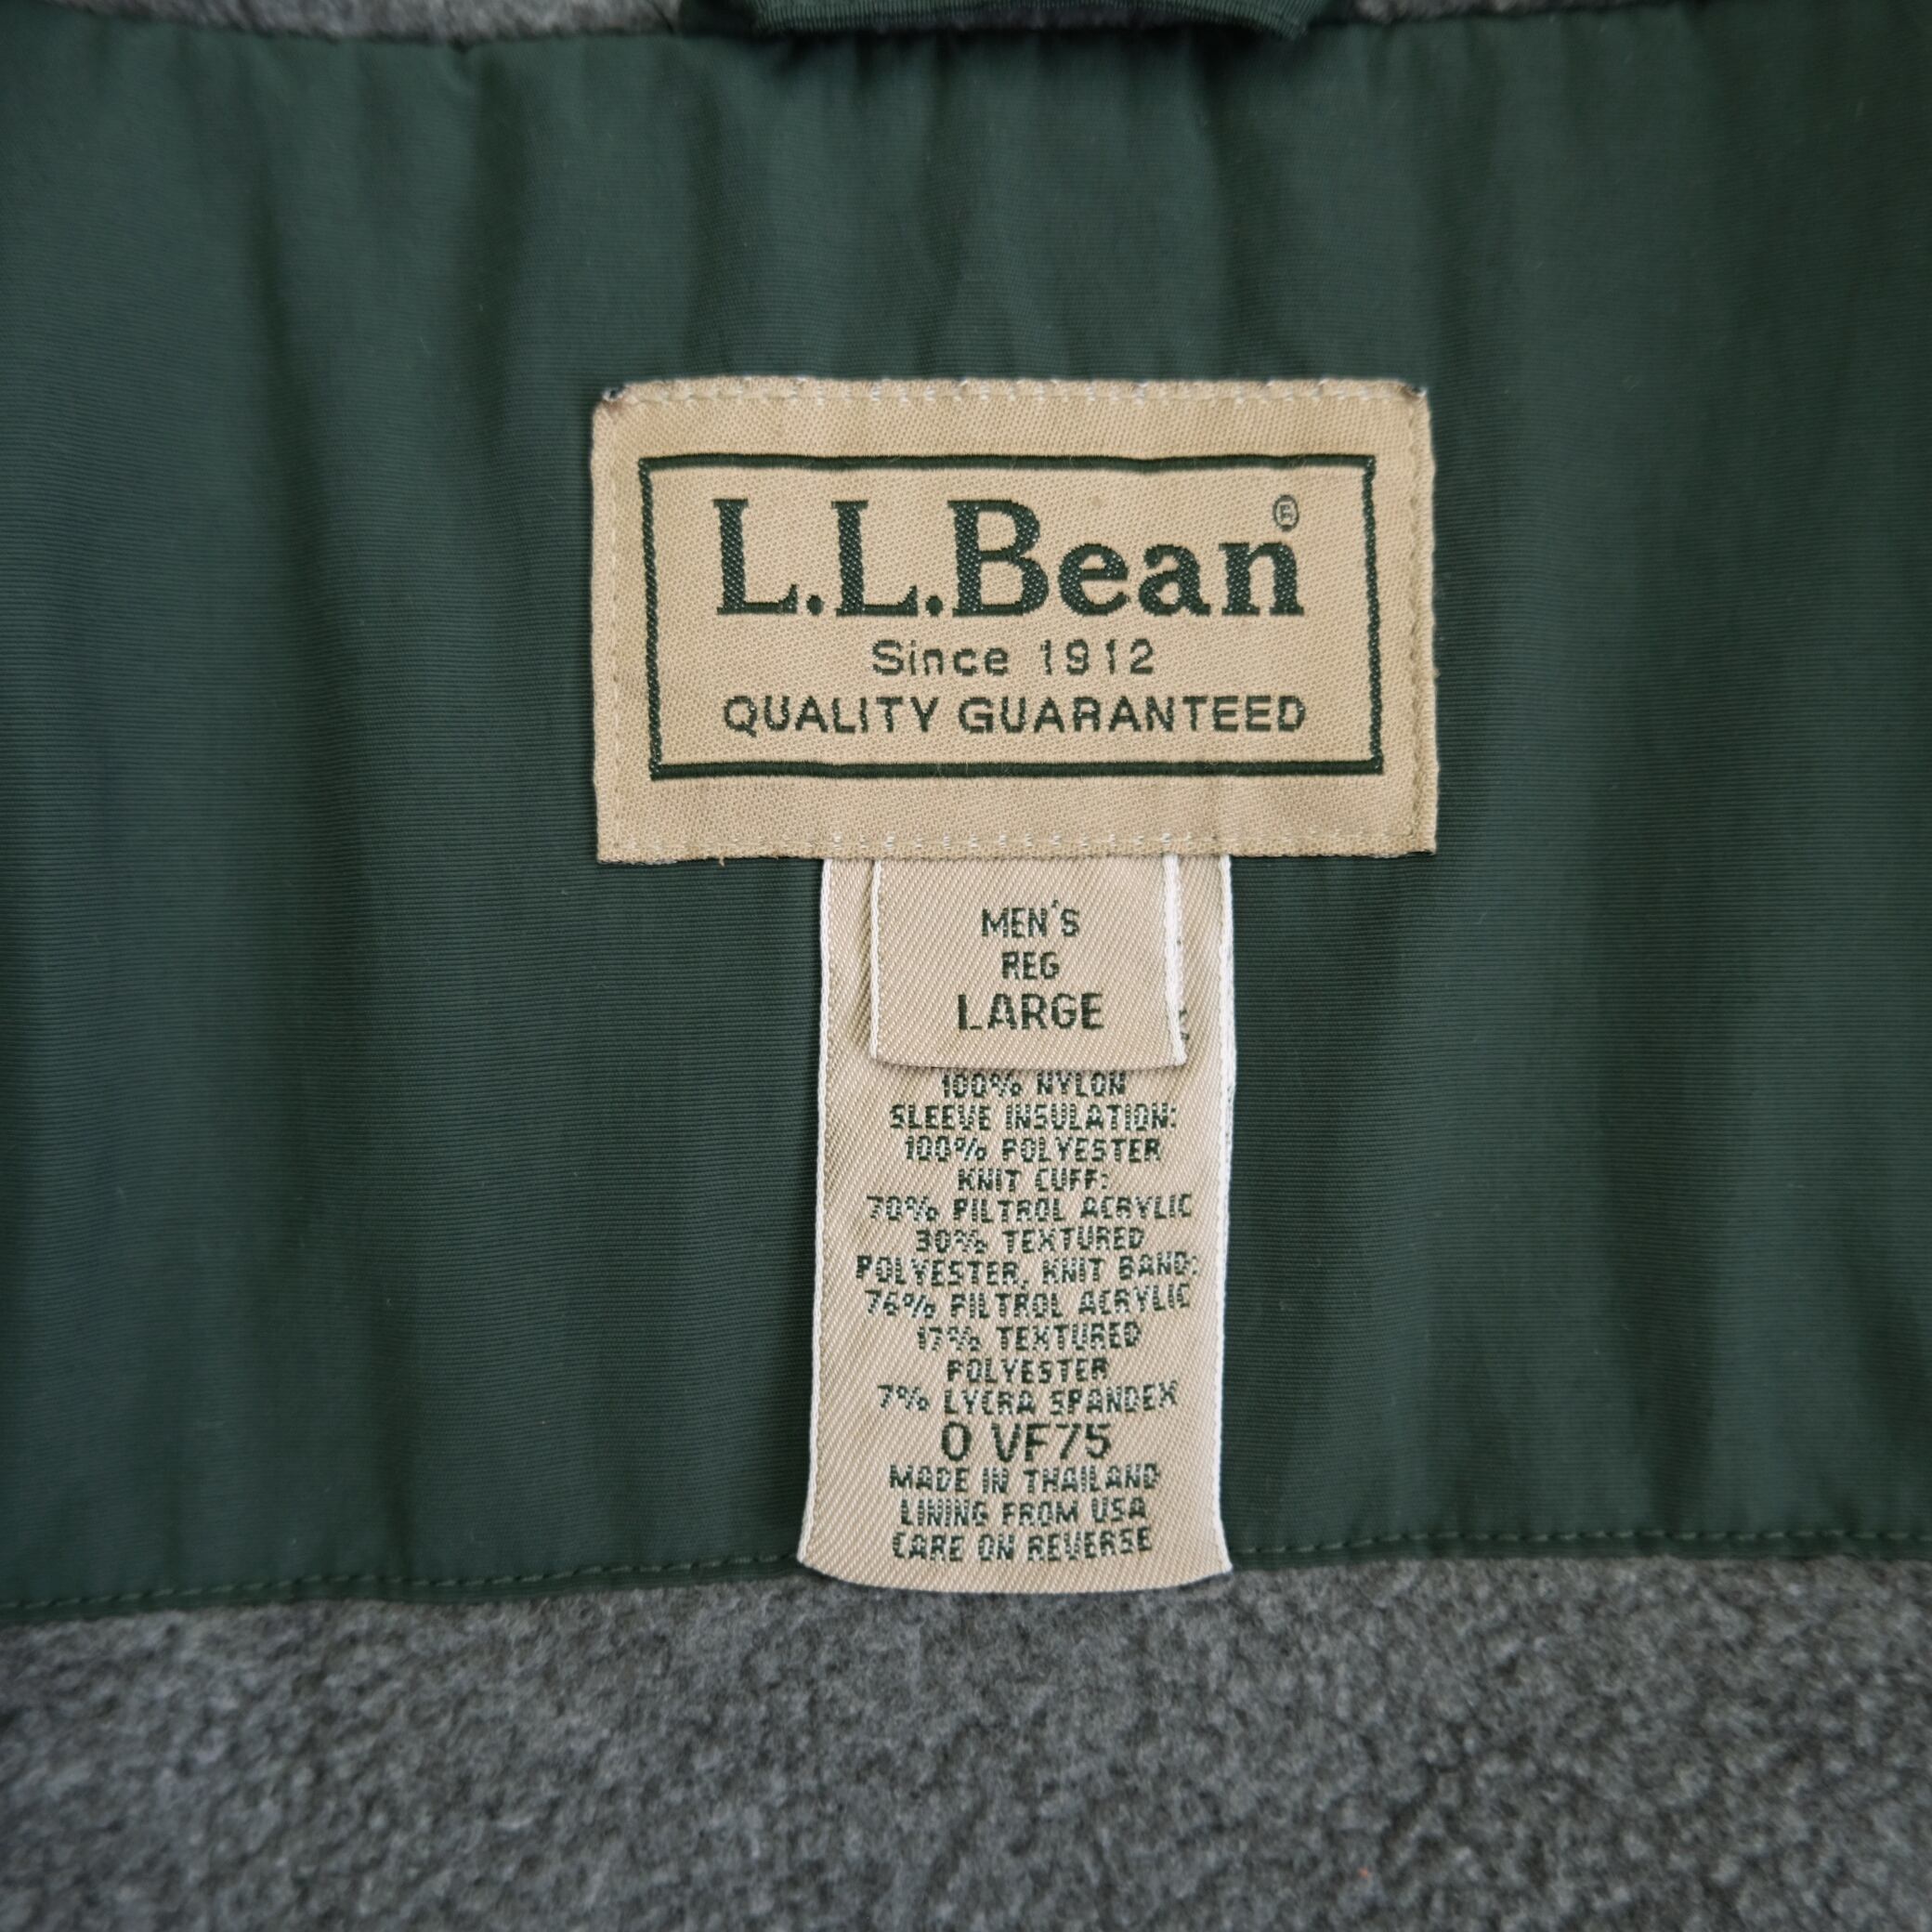 L.L.Bean®
Since 1912
QUALITY GUARANTEED
MEN'S
REG
LARGE
100% NYLON
SLEEVE INSULATION:
100% POLYESTER
KNIT CUFF:
70% PILTROL ACRYLIC
30% TEXTURED
POLYESTER, KNIT BAND:
76% PILTROL ACRYLIC
17% TEXTURED
POLYESTER
7% LYCRA SPANDEX
0 VF75
MADE IN THAILAND
LINING FROM USA
CARE ON REVERSE